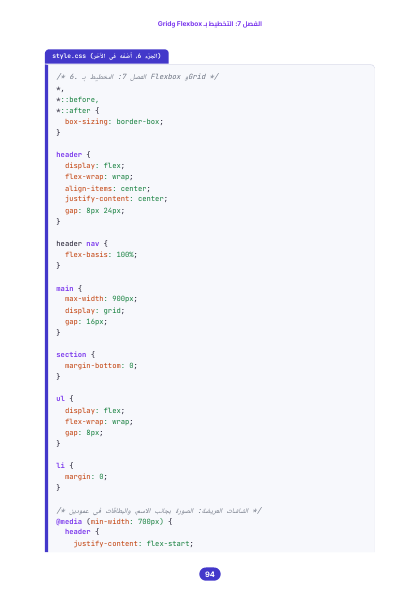 الفصل 7: التخطيط بـ Flexbox وGrid
style.css (الجزء 6، أضفه في الآخر)
/* 6. الفصل 7: التخطيط بـ Flexbox وGrid */
*,
*::before,
*::after {
  box-sizing: border-box;
}
header {
  display: flex;
  flex-wrap: wrap;
  align-items: center;
  justify-content: center;
  gap: 8px 24px;
}
header nav {
  flex-basis: 100%;
}
main {
  max-width: 900px;
  display: grid;
  gap: 16px;
}
section {
  margin-bottom: 0;
}
ul {
  display: flex;
  flex-wrap: wrap;
  gap: 8px;
}
li {
  margin: 0;
}
/* الشاشات العريضة: الصورة بجانب الاسم، والبطاقات في عمودين */
@media (min-width: 700px) {
  header {
    justify-content: flex-start;
94